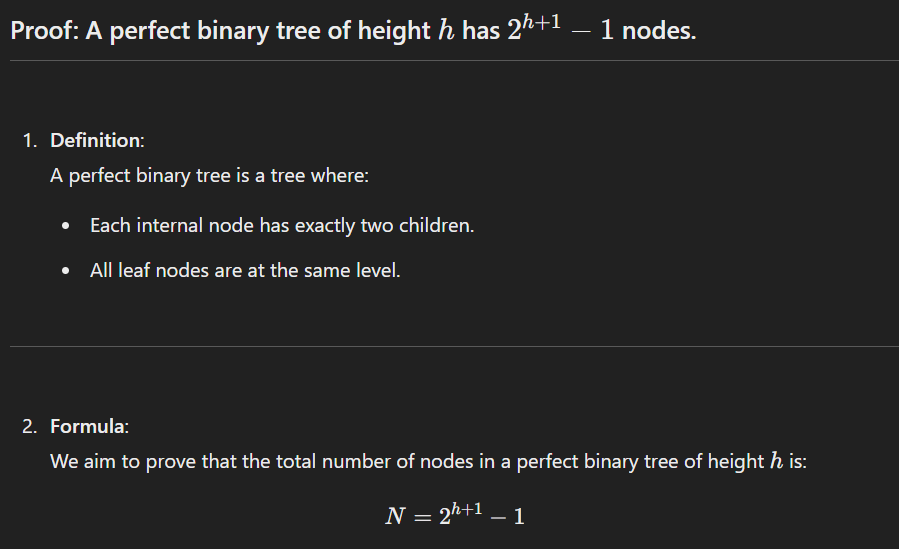 Proof: A perfect binary tree of height h has 2^{h+1} − 1 nodes.
1. Definition:
A perfect binary tree is a tree where:
• Each internal node has exactly two children.
• All leaf nodes are at the same level.
2. Formula:
We aim to prove that the total number of nodes in a perfect binary tree of height h is:
N = 2^{h+1} − 1